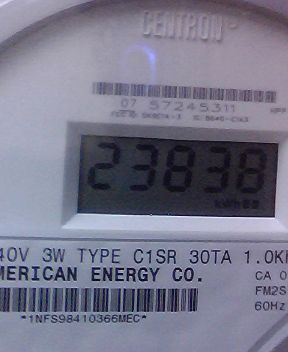 CENTRON
07 57245311
23838
kWh
40V 3W TYPE C1SR 30TA 1.0K
MERICAN ENERGY CO.
CA 0
FM2S
60Hz
*1NFS98410366MEC*